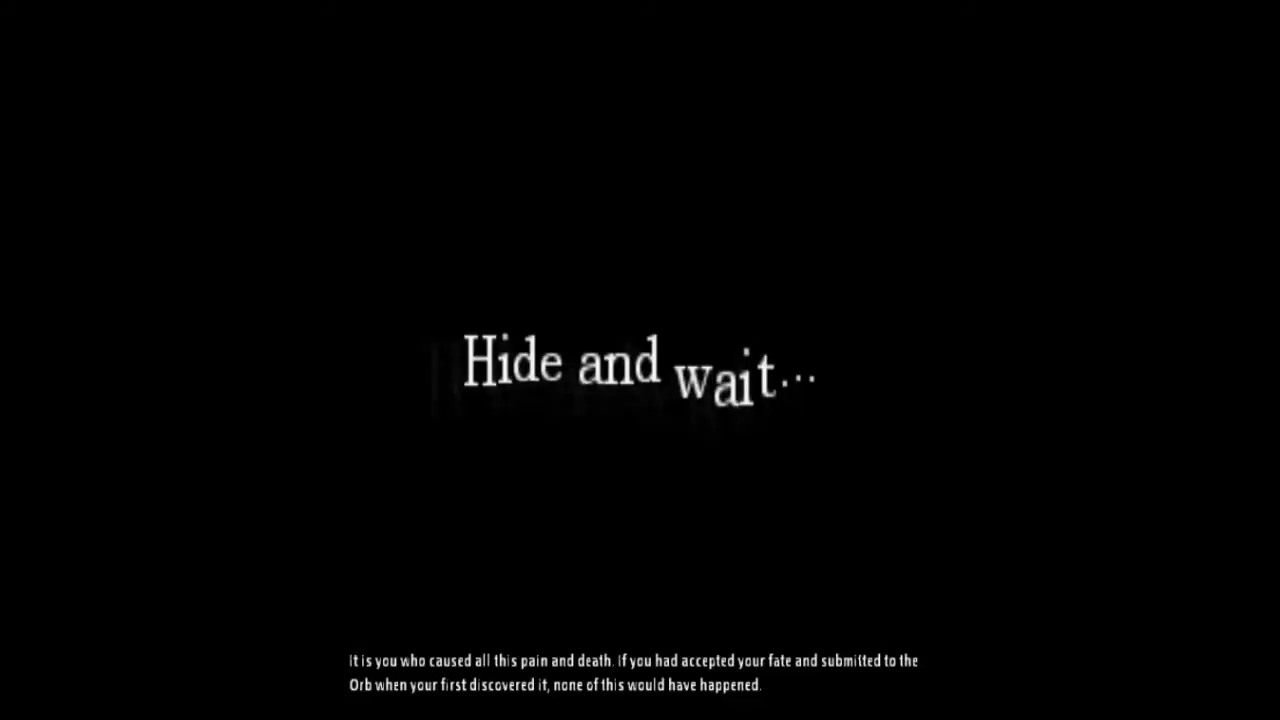 Hide and wait...
It is you who caused all this pain and death. If you had accepted your fate and submitted to the
Orb when your first discovered it, none of this would have happened.